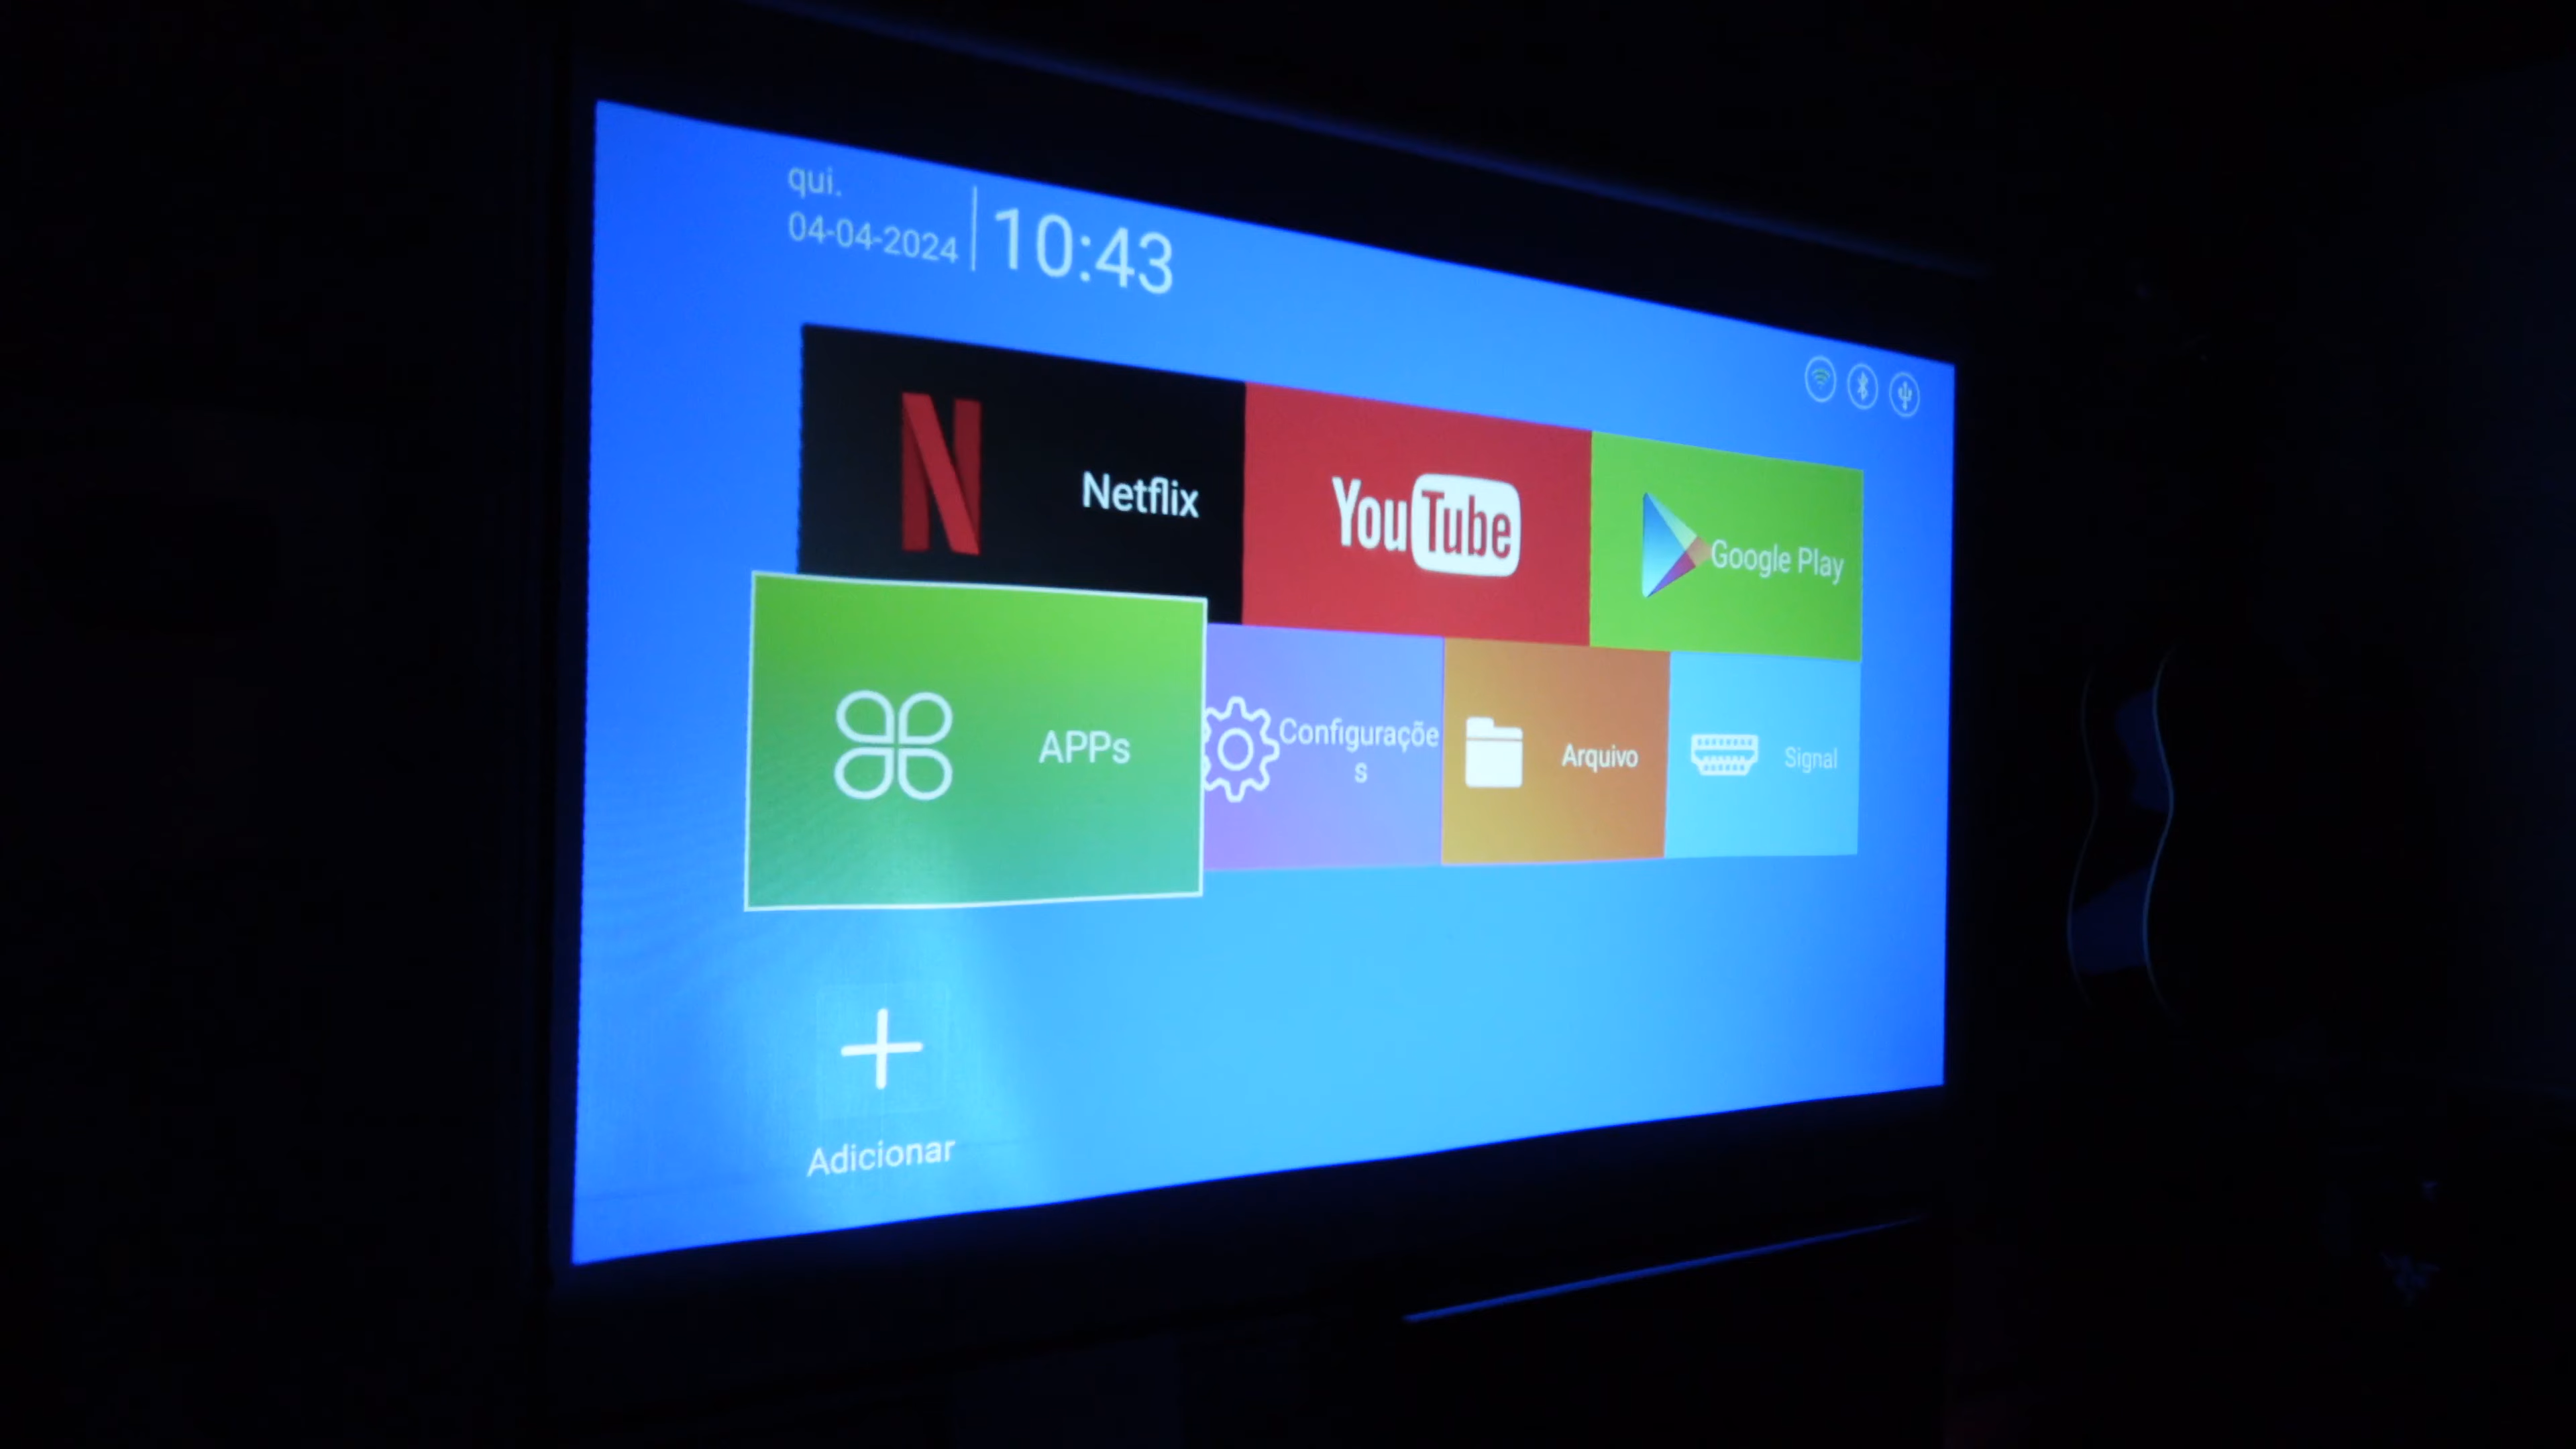 qui.
04-04-2024
10:43
Netflix
YouTube
Google Play
APPs
Configuraçõe
s
Arquivo
Signal
Adicionar